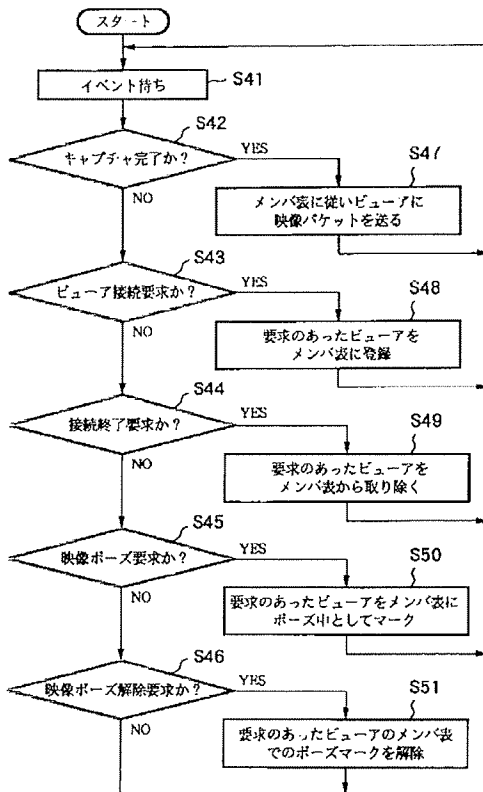 スタート
イベント待ち
S41
S42
キャプチャ完了か？
YES
NO
S47
メンバ表に従いビューアに
映像パケットを送る
S43
ビューア接続要求か？
YES
NO
S48
要求のあったビューアを
メンバ表に登録
S44
接続終了要求か？
YES
NO
S49
要求のあったビューアを
メンバ表から取り除く
S45
映像ポーズ要求か？
YES
NO
S50
要求のあったビューアをメンバ表に
ポーズ中としてマーク
S46
映像ポーズ解除要求か？
YES
NO
S51
要求のあったビューアのメンバ表
でのポーズマークを解除